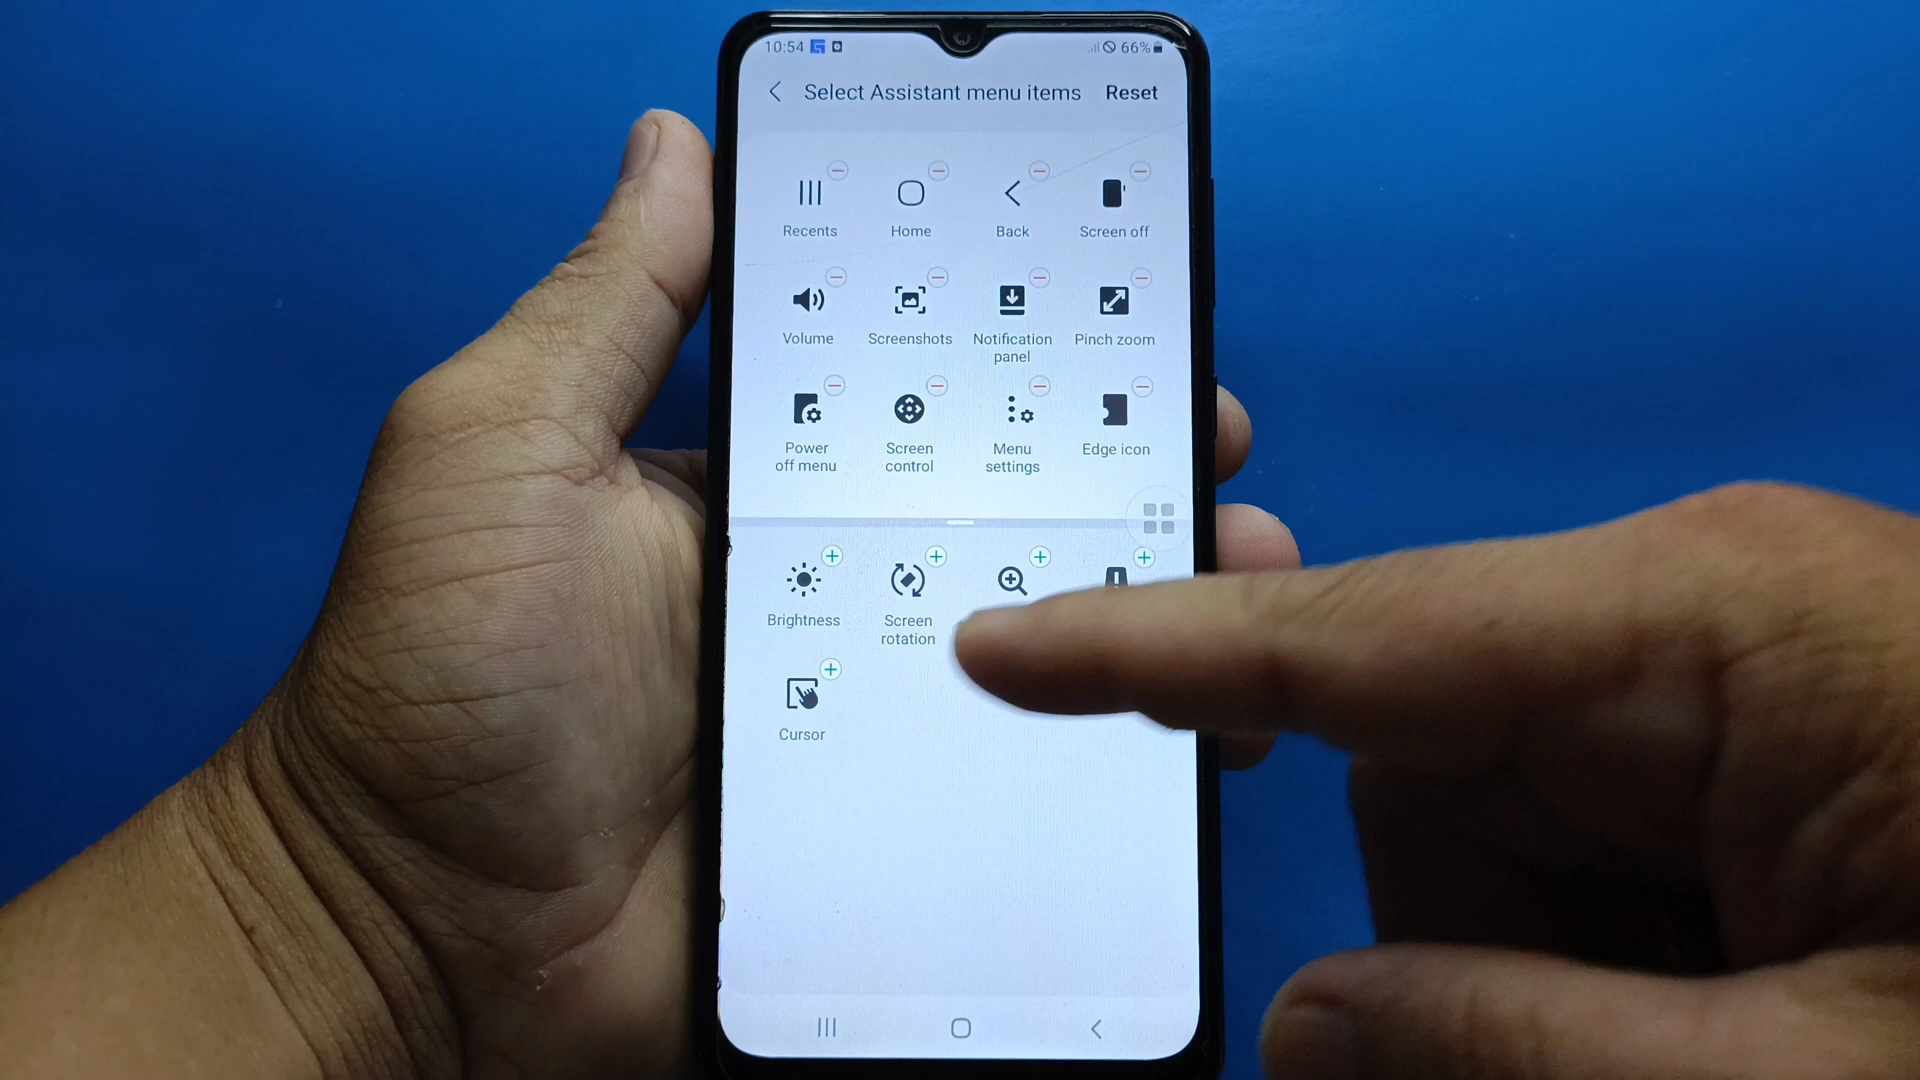 10:54 66%
Select Assistant menu items Reset
Recents Home Back Screen off
Volume Screenshots Notification panel Pinch zoom
Power off menu Screen control Menu settings Edge icon
Brightness Screen rotation
Cursor